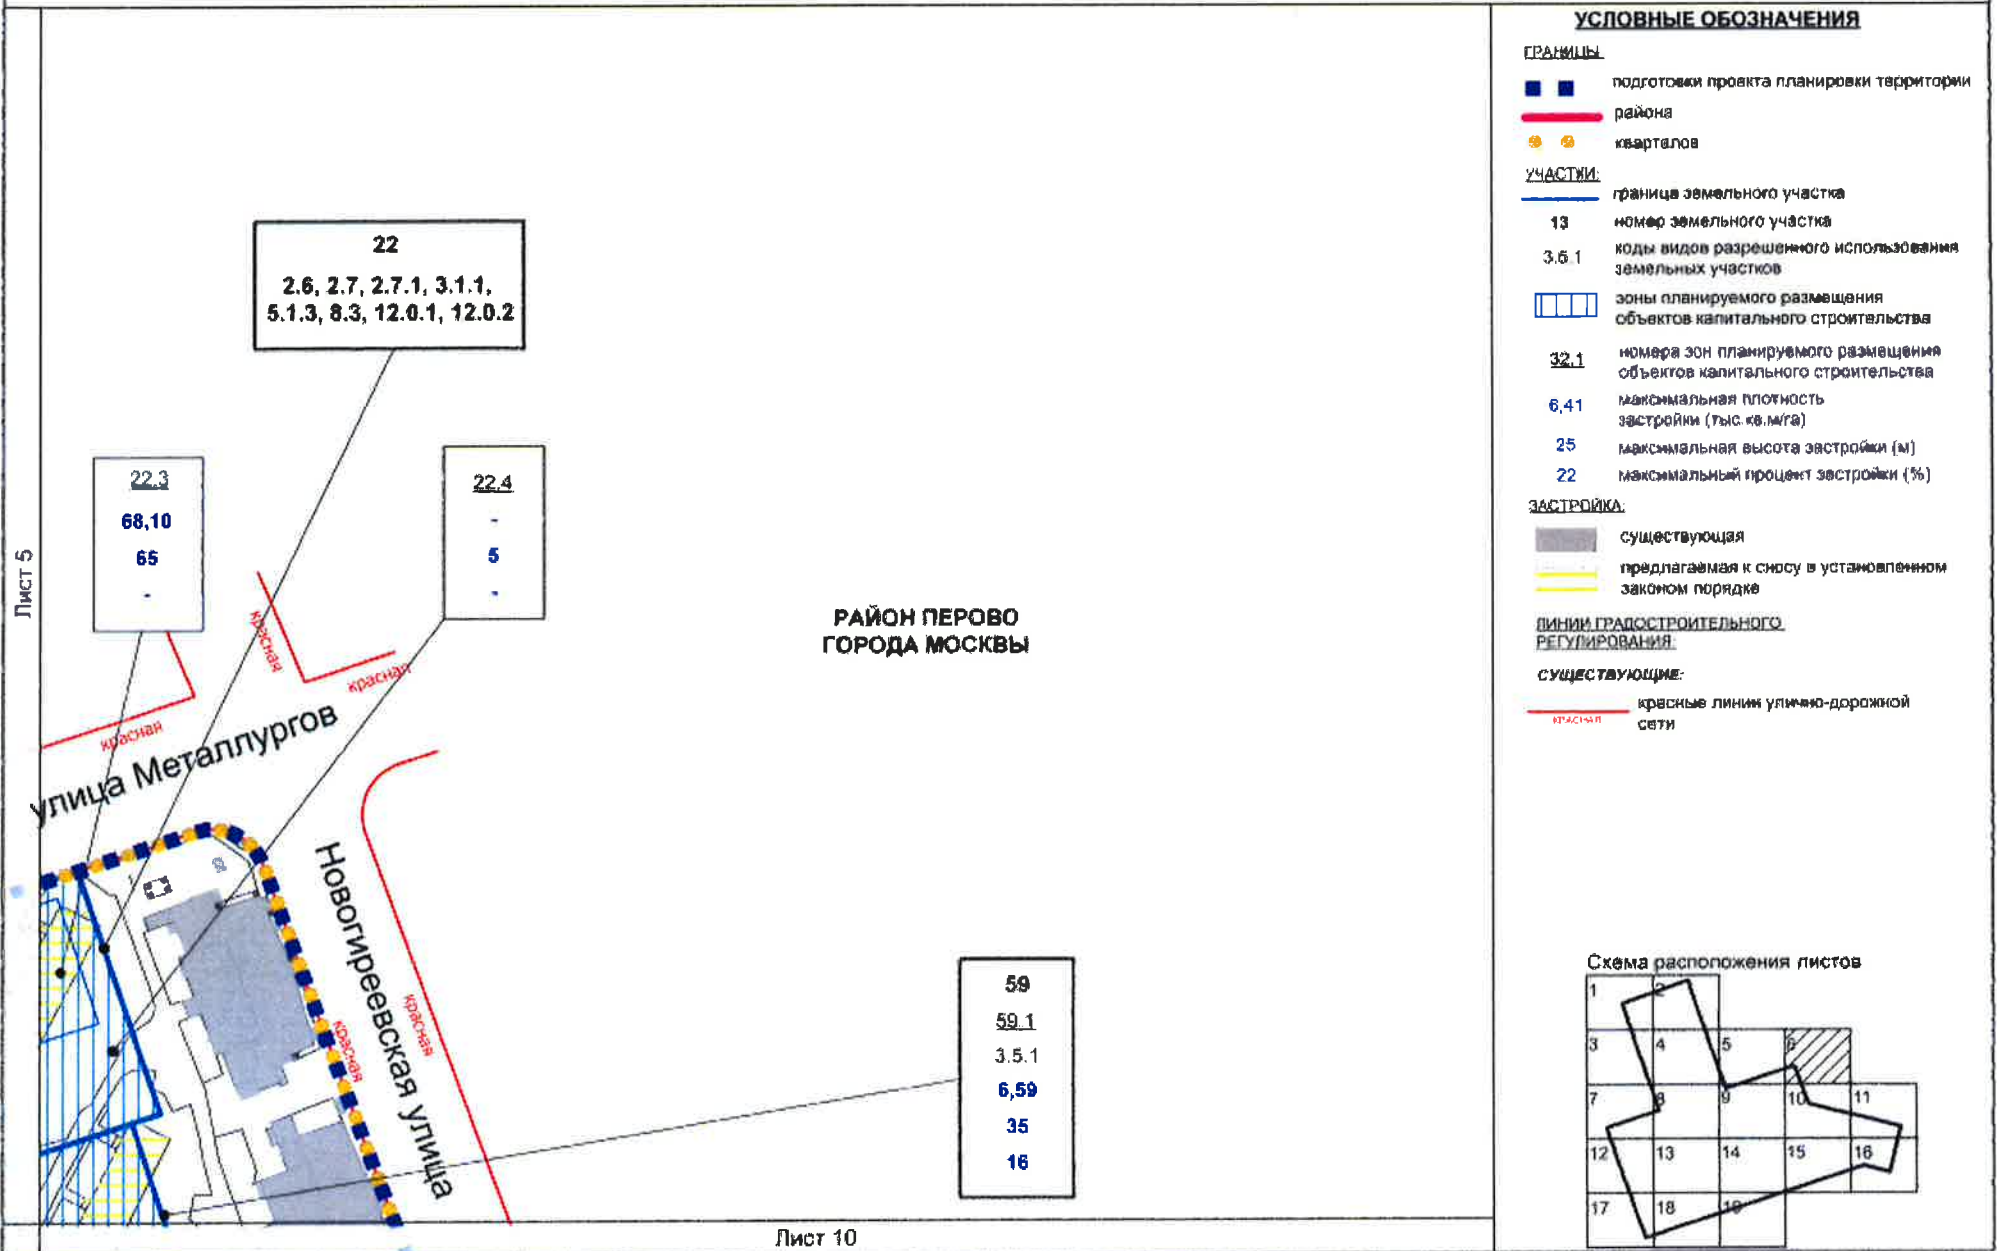 22
2.6, 2.7, 2.7.1, 3.1.1,
5.1.3, 8.3, 12.0.1, 12.0.2
22.3
68,10
65
-
22.4
-
5
-
Лист 5
красная
красная
красная
улица Металлургов
РАЙОН ПЕРОВО
ГОРОДА МОСКВЫ
Новогиреевская улица
красная
красная
59
59.1
3.5.1
6,59
35
16
Лист 10
УСЛОВНЫЕ ОБОЗНАЧЕНИЯ
ГРАНИЦЫ
подготовки проекта планировки территории
района
кварталов
УЧАСТКИ:
граница земельного участка
13 номер земельного участка
3.6.1 коды видов разрешенного использования
земельных участков
зоны планируемого размещения
объектов капитального строительства
32.1 номера зон планируемого размещения
объектов капитального строительства
6,41 максимальная плотность
застройки (тыс.кв.м/га)
25 максимальная высота застройки (м)
22 максимальный процент застройки (%)
ЗАСТРОЙКА:
существующая
предлагаемая к сносу в установленном
законом порядке
ЛИНИИ ГРАДОСТРОИТЕЛЬНОГО
РЕГУЛИРОВАНИЯ:
СУЩЕСТВУЮЩИЕ:
красные линии улично-дорожной
сети
красная
Схема расположения листов
1 2
3 4 5 6
7 8 9 10 11
12 13 14 15 16
17 18 19